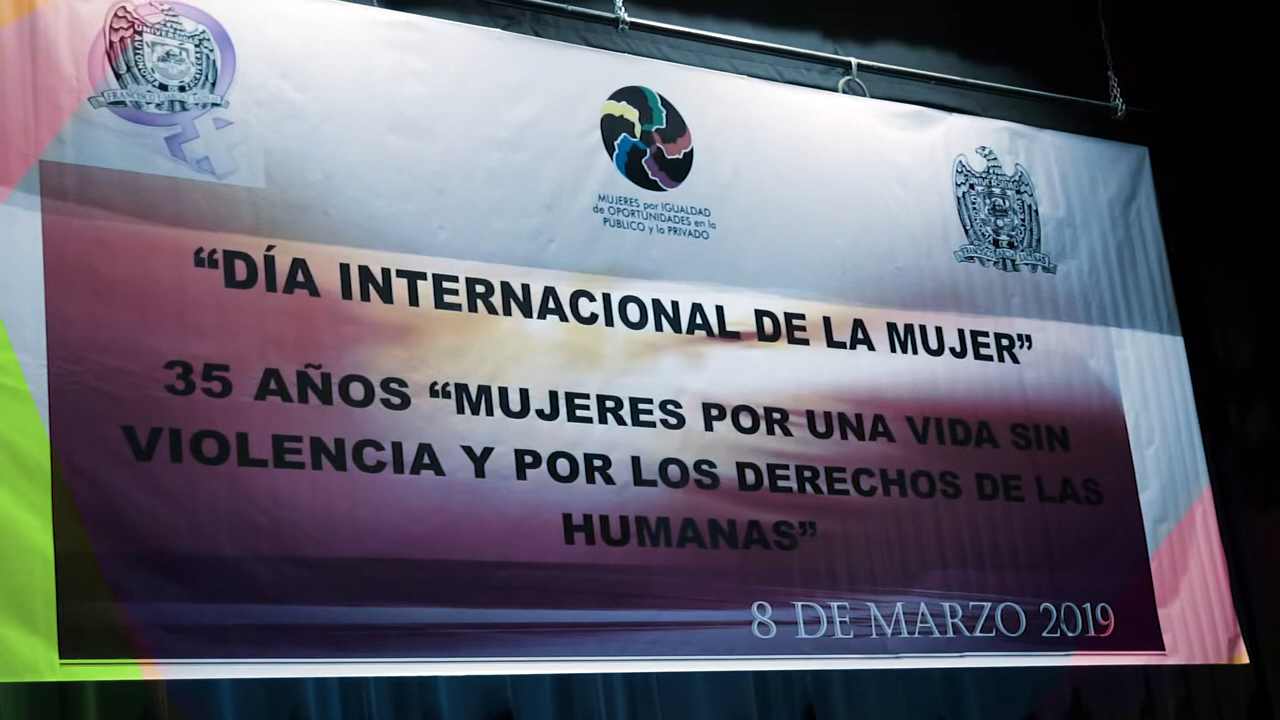 MUJERES por IGUALDAD
de OPORTUNIDADES en lo
PÚBLICO y lo PRIVADO
“DÍA INTERNACIONAL DE LA MUJER”
35 AÑOS “MUJERES POR UNA VIDA SIN
VIOLENCIA Y POR LOS DERECHOS DE LAS
HUMANAS”
8 DE MARZO 2019